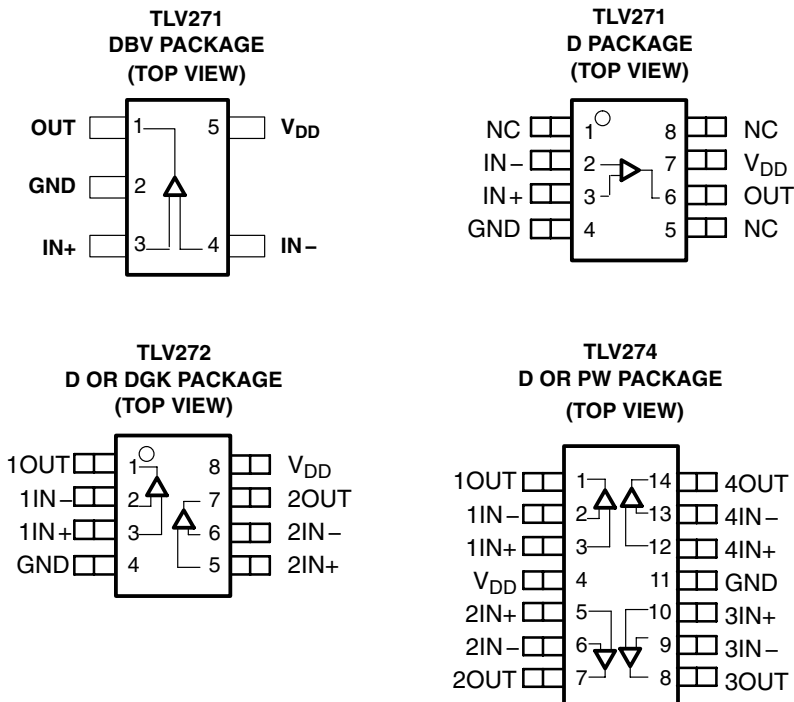 TLV271
DBV PACKAGE
(TOP VIEW)
OUT 1 5 VDD
GND 2
IN+ 3 4 IN−
TLV271
D PACKAGE
(TOP VIEW)
NC 1 8 NC
IN− 2 7 VDD
IN+ 3 6 OUT
GND 4 5 NC
TLV272
D OR DGK PACKAGE
(TOP VIEW)
1OUT 1 8 VDD
1IN− 2 7 2OUT
1IN+ 3 6 2IN−
GND 4 5 2IN+
TLV274
D OR PW PACKAGE
(TOP VIEW)
1OUT 1 14 4OUT
1IN− 2 13 4IN−
1IN+ 3 12 4IN+
VDD 4 11 GND
2IN+ 5 10 3IN+
2IN− 6 9 3IN−
2OUT 7 8 3OUT